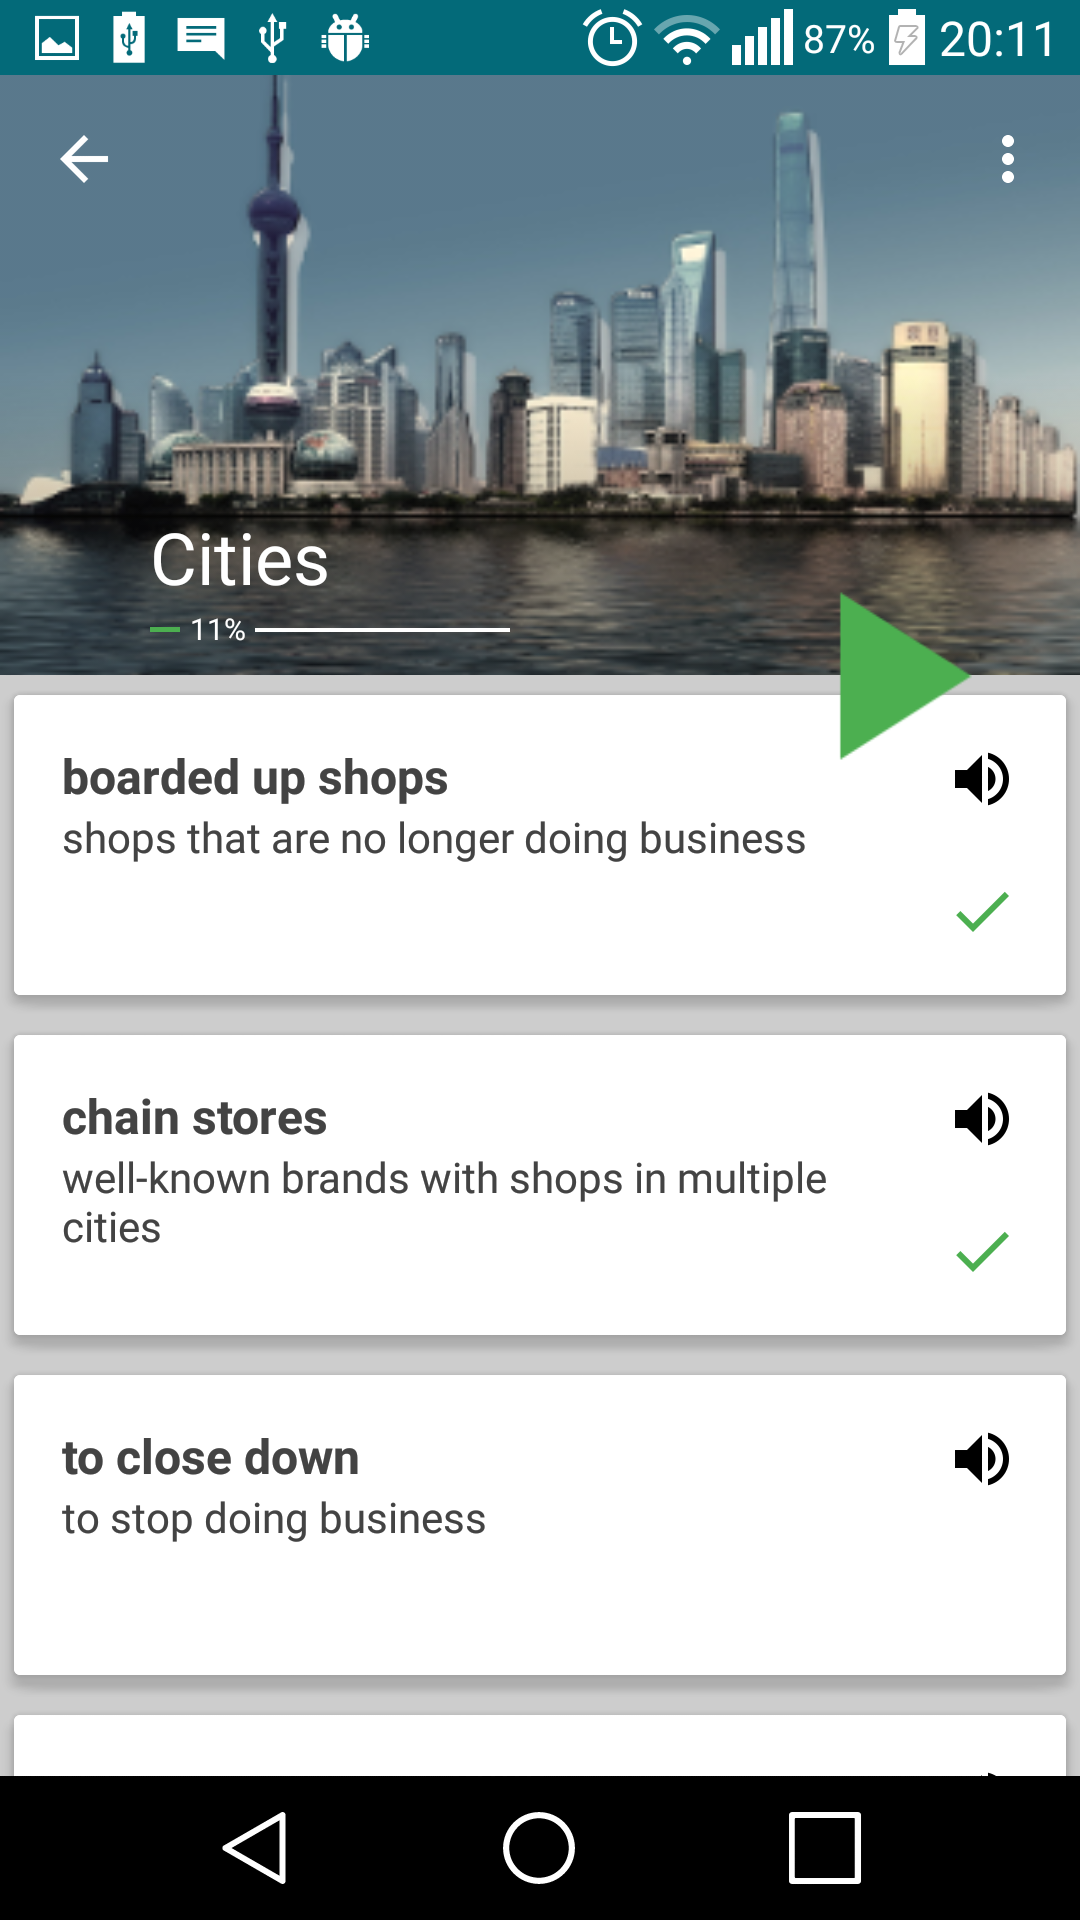 87% 20:11
Cities
11%
boarded up shops
shops that are no longer doing business
chain stores
well-known brands with shops in multiple
cities
to close down
to stop doing business